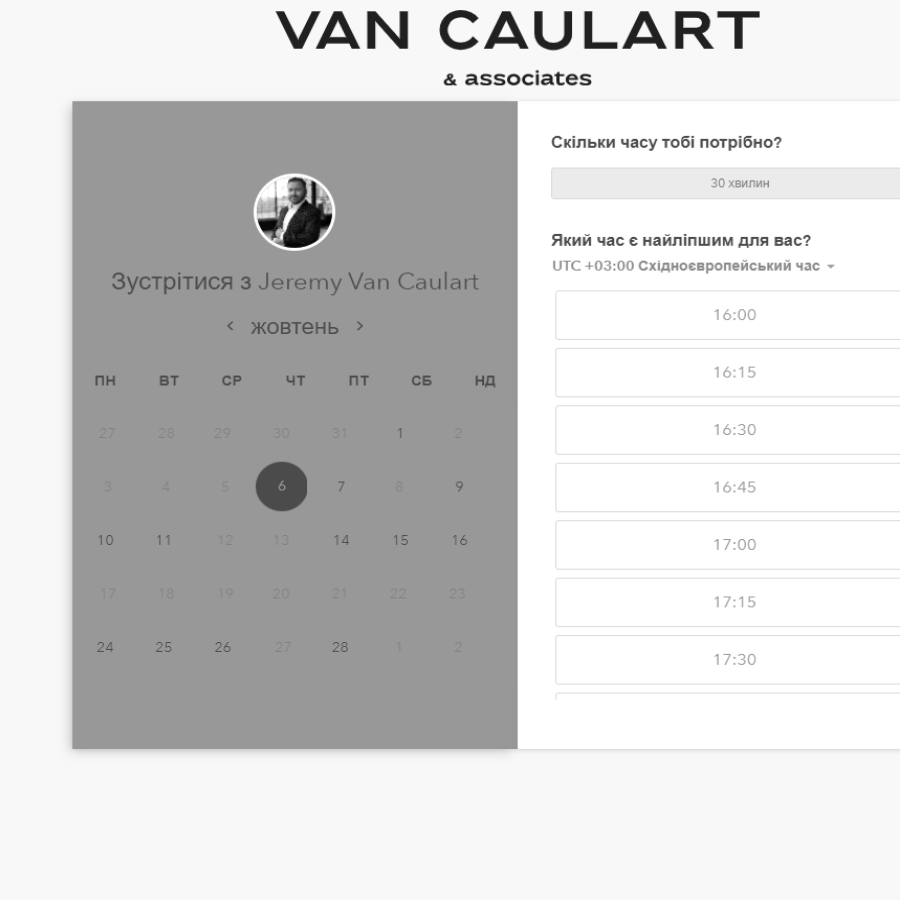 VAN CAULART
& associates
Зустрітися з Jeremy Van Caulart
жовтень
ПН ВТ СР ЧТ ПТ СБ НД
27 28 29 30 31 1 2
3 4 5 6 7 8 9
10 11 12 13 14 15 16
17 18 19 20 21 22 23
24 25 26 27 28 1 2
Скільки часу тобі потрібно?
30 хвилин
Який час є найліпшим для вас?
UTC +03:00 Східноєвропейський час
16:00
16:15
16:30
16:45
17:00
17:15
17:30